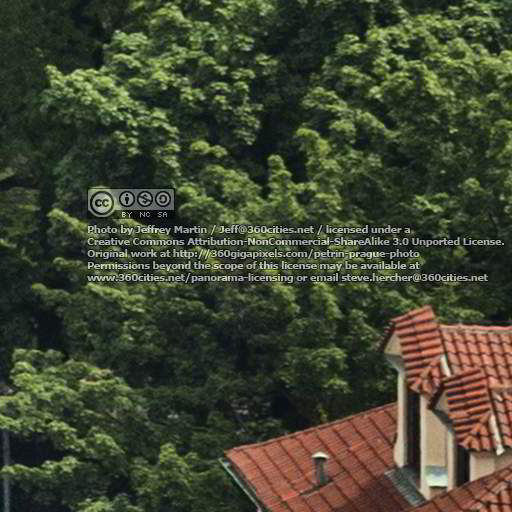 cc
BY NC SA
Photo by Jeffrey Martin / Jeff@360cities.net / licensed under a
Creative Commons Attribution-NonCommercial-ShareAlike 3.0 Unported License.
Original work at http://360gigapixels.com/petrin-prague-photo
Permissions beyond the scope of this license may be available at
www.360cities.net/panorama-licensing or email steve.hercher@360cities.net